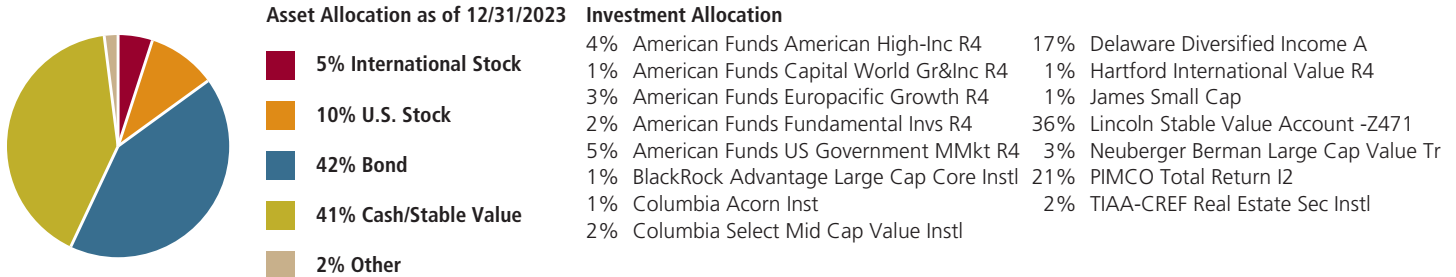 Asset Allocation as of 12/31/2023
5% International Stock
10% U.S. Stock
42% Bond
41% Cash/Stable Value
2% Other
Investment Allocation
4% American Funds American High-Inc R4
1% American Funds Capital World Gr&Inc R4
3% American Funds Europacific Growth R4
2% American Funds Fundamental Invs R4
5% American Funds US Government MMkt R4
1% BlackRock Advantage Large Cap Core Instl
1% Columbia Acorn Inst
2% Columbia Select Mid Cap Value Instl
17% Delaware Diversified Income A
1% Hartford International Value R4
1% James Small Cap
36% Lincoln Stable Value Account -Z471
3% Neuberger Berman Large Cap Value Tr
21% PIMCO Total Return I2
2% TIAA-CREF Real Estate Sec Instl